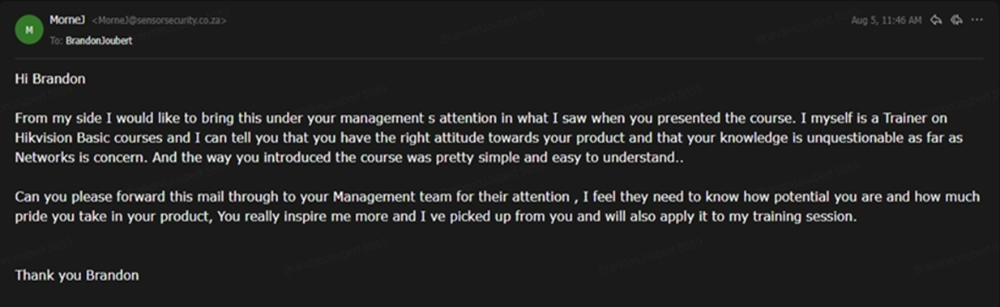 M
MorneJ <MorneJ@sensorsecurity.co.za>
Aug 5, 11:46 AM
To: BrandonJoubert
Hi Brandon
From my side I would like to bring this under your management s attention in what I saw when you presented the course. I myself is a Trainer on
Hikvision Basic courses and I can tell you that you have the right attitude towards your product and that your knowledge is unquestionable as far as
Networks is concern. And the way you introduced the course was pretty simple and easy to understand..
Can you please forward this mail through to your Management team for their attention , I feel they need to know how potential you are and how much
pride you take in your product, You really inspire me more and I ve picked up from you and will also apply it to my training session.
Thank you Brandon